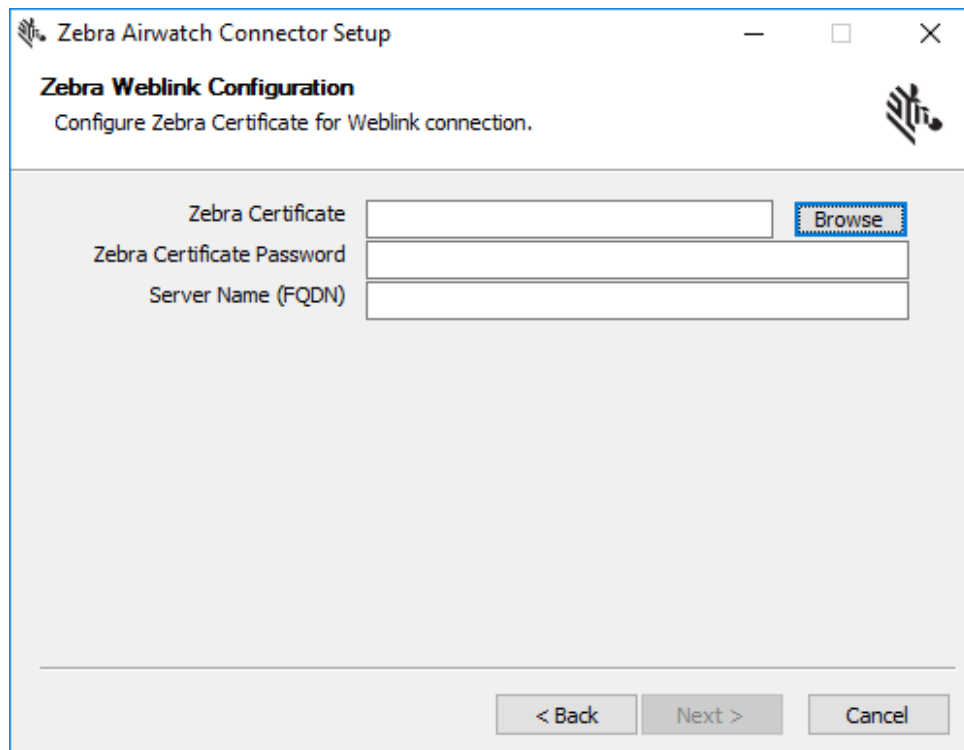 Zebra Airwatch Connector Setup
Zebra Weblink Configuration
Configure Zebra Certificate for Weblink connection.
Zebra Certificate
Browse
Zebra Certificate Password
Server Name (FQDN)
< Back
Next >
Cancel